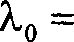 λ₀ =